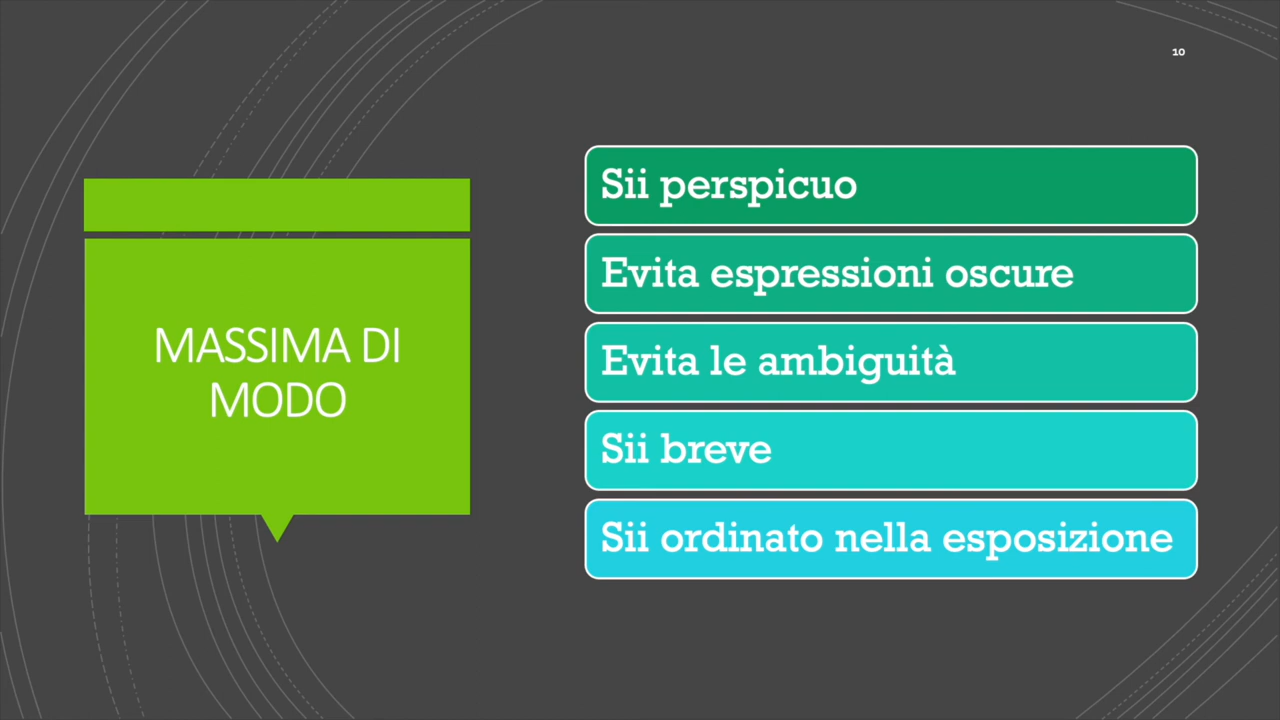 10
MASSIMA DI
MODO
Sii perspicuo
Evita espressioni oscure
Evita le ambiguità
Sii breve
Sii ordinato nella esposizione